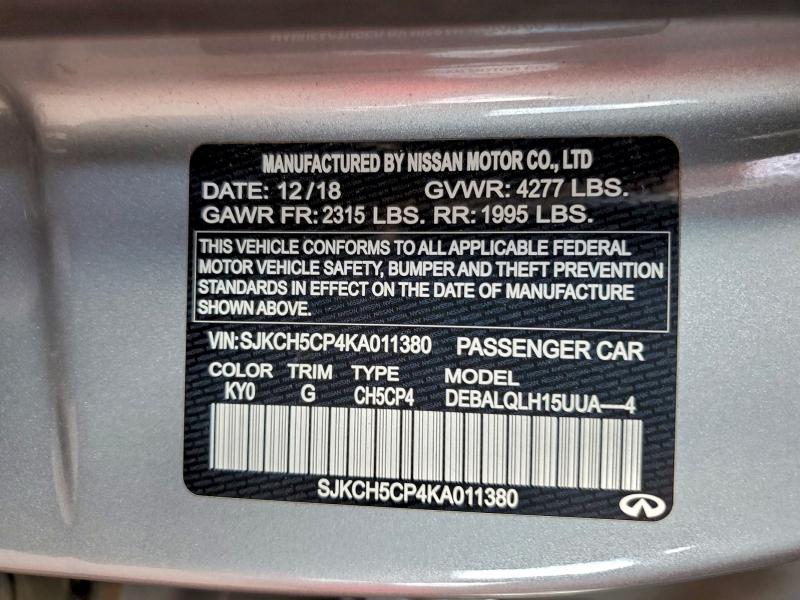 MANUFACTURED BY NISSAN MOTOR CO., LTD
DATE: 12/18 GVWR: 4277 LBS.
GAWR FR: 2315 LBS. RR: 1995 LBS.
THIS VEHICLE CONFORMS TO ALL APPLICABLE FEDERAL
MOTOR VEHICLE SAFETY, BUMPER AND THEFT PREVENTION
STANDARDS IN EFFECT ON THE DATE OF MANUFACTURE
SHOWN ABOVE.
VIN:SJKCH5CP4KA011380 PASSENGER CAR
COLOR TRIM TYPE MODEL
KY0 G CH5CP4 DEBALQLH15UUA—4
SJKCH5CP4KA011380